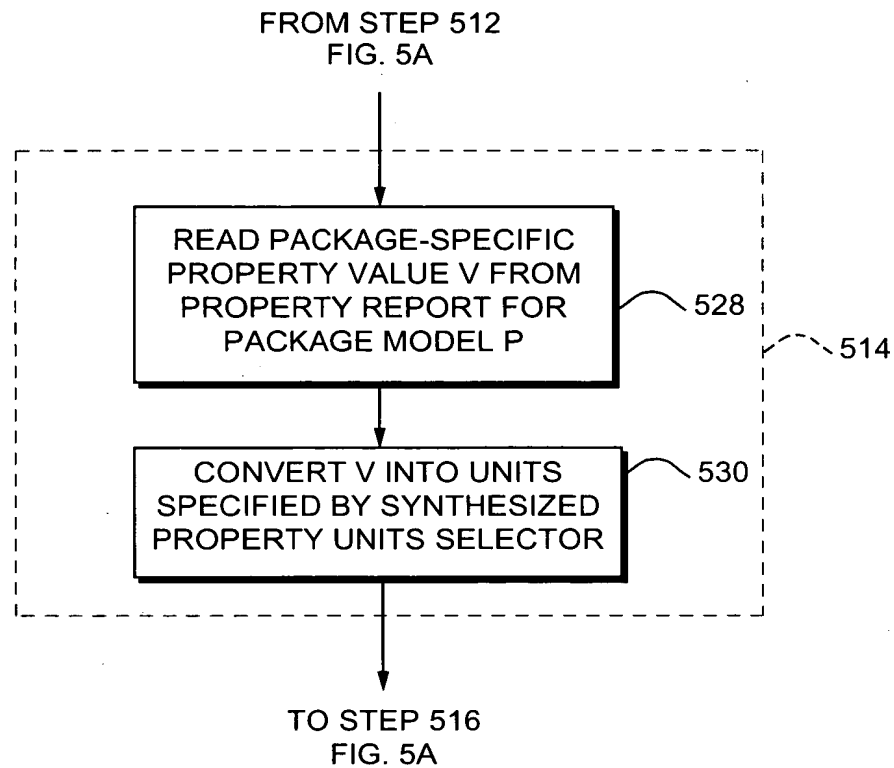 FROM STEP 512
FIG. 5A
READ PACKAGE-SPECIFIC
PROPERTY VALUE V FROM
PROPERTY REPORT FOR
PACKAGE MODEL P
528
514
CONVERT V INTO UNITS
SPECIFIED BY SYNTHESIZED
PROPERTY UNITS SELECTOR
530
TO STEP 516
FIG. 5A